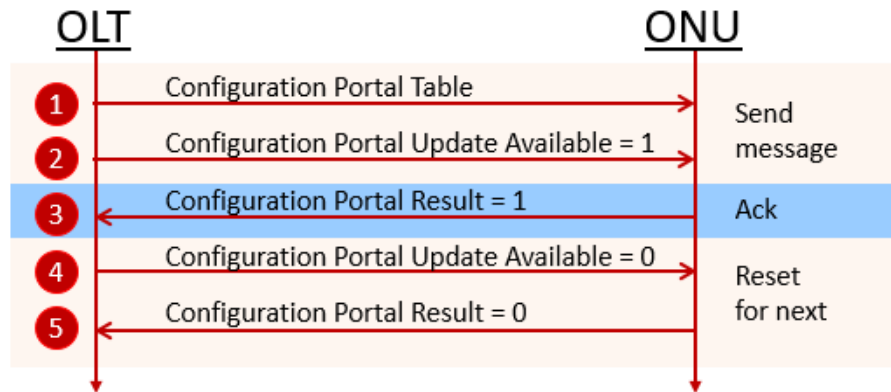 OLT
ONU
1
Configuration Portal Table
2
Configuration Portal Update Available = 1
Send
message
3
Configuration Portal Result = 1
Ack
4
Configuration Portal Update Available = 0
5
Configuration Portal Result = 0
Reset
for next